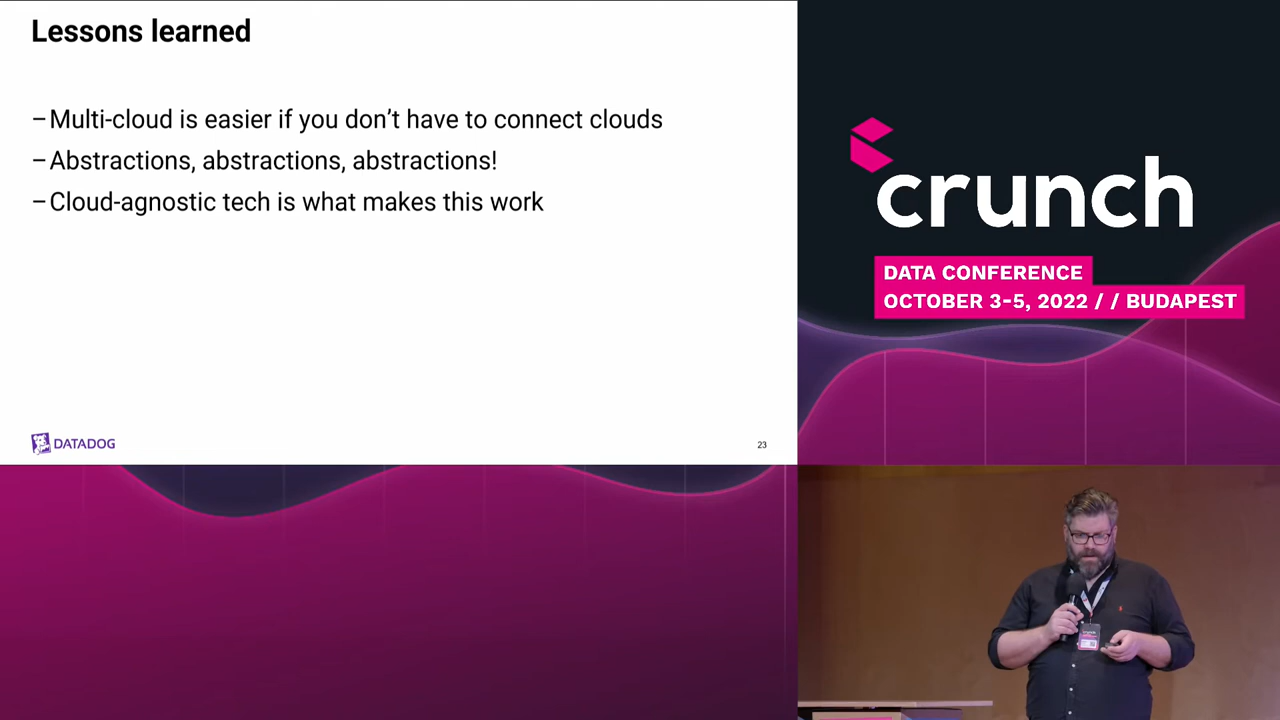 Lessons learned
–Multi-cloud is easier if you don't have to connect clouds
–Abstractions, abstractions, abstractions!
–Cloud-agnostic tech is what makes this work
DATADOG
23
crunch
DATA CONFERENCE
OCTOBER 3-5, 2022 // BUDAPEST
crunch